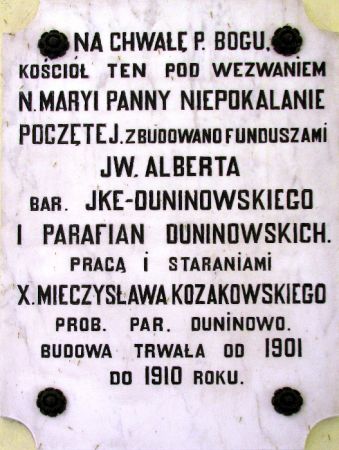 NA CHWAŁĘ P. BOGU.
KOŚCIÓŁ TEN POD WEZWANIEM
N. MARYI PANNY NIEPOKALANIE
POCZĘTEJ. ZBUDOWANO FUNDUSZAMI
JW. ALBERTA
BAR. JKE-DUNINOWSKIEGO
I PARAFIAN DUNINOWSKICH.
PRACĄ I STARANIAMI
X. MIECZYSŁAWA KOZAKOWSKIEGO
PROB. PAR. DUNINOWO.
BUDOWA TRWAŁA OD 1901
DO 1910 ROKU.